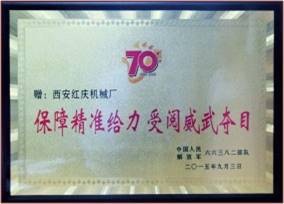 70
赠：西安红庆机械厂
保障精准给力 受阅威武夺目
中国人民解放军 六六三八二部队
二〇一五年九月三日